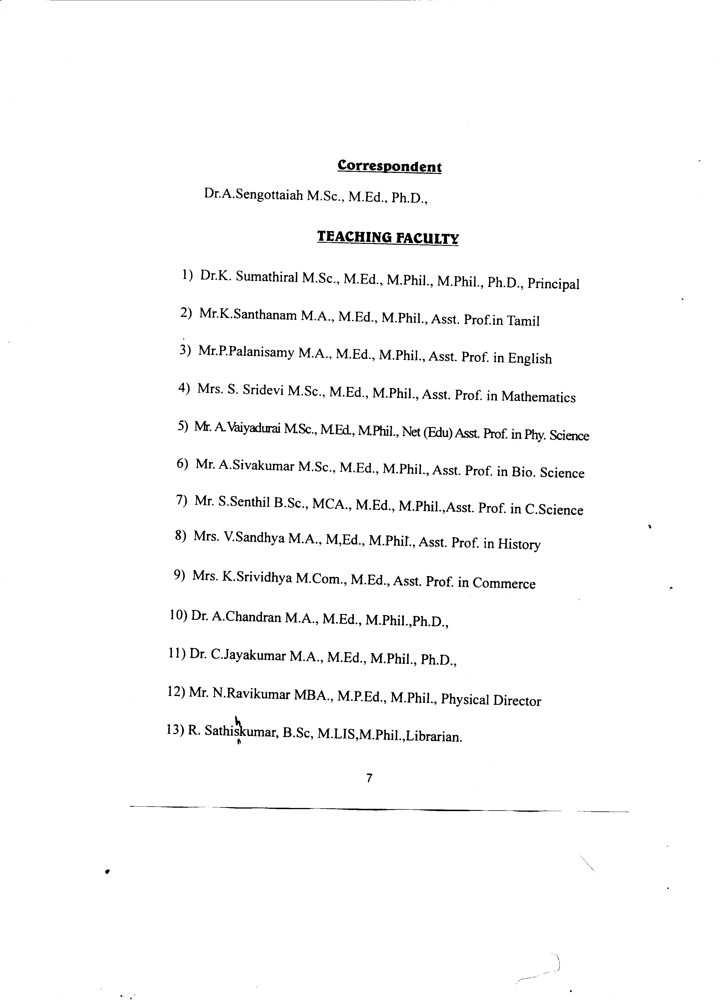 Correspondent
Dr.A.Sengottaiah M.Sc., M.Ed., Ph.D.,
TEACHING FACULTY
1) Dr.K. Sumathiral M.Sc., M.Ed., M.Phil., M.Phil., Ph.D., Principal
2) Mr.K.Santhanam M.A., M.Ed., M.Phil., Asst. Prof.in Tamil
3) Mr.P.Palanisamy M.A., M.Ed., M.Phil., Asst. Prof. in English
4) Mrs. S. Sridevi M.Sc., M.Ed., M.Phil., Asst. Prof. in Mathematics
5) Mr. A.Vaiyadurai M.Sc., M.Ed., M.Phil., Net (Edu) Asst. Prof. in Phy. Science
6) Mr. A.Sivakumar M.Sc., M.Ed., M.Phil., Asst. Prof. in Bio. Science
7) Mr. S.Senthil B.Sc., MCA., M.Ed., M.Phil.,Asst. Prof. in C.Science
8) Mrs. V.Sandhya M.A., M,Ed., M.Phil., Asst. Prof. in History
9) Mrs. K.Srividhya M.Com., M.Ed., Asst. Prof. in Commerce
10) Dr. A.Chandran M.A., M.Ed., M.Phil.,Ph.D.,
11) Dr. C.Jayakumar M.A., M.Ed., M.Phil., Ph.D.,
12) Mr. N.Ravikumar MBA., M.P.Ed., M.Phil., Physical Director
13) R. Sathishkumar, B.Sc, M.LIS,M.Phil.,Librarian.
7